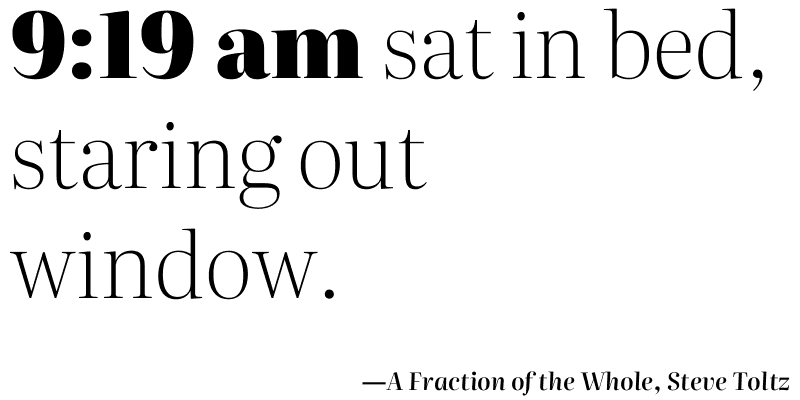 9:19 am sat in bed,
staring out
window.
—A Fraction of the Whole, Steve Toltz